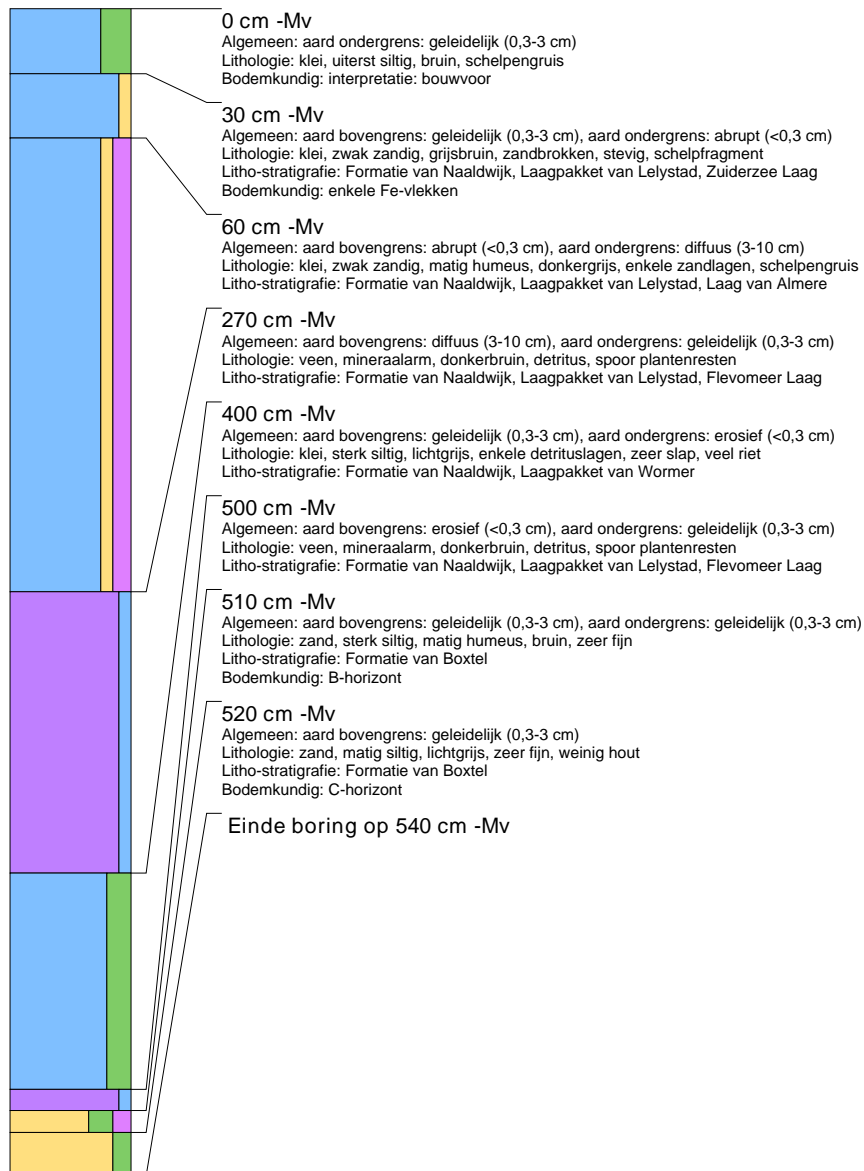 0 cm -Mv
Algemeen: aard ondergrens: geleidelijk (0,3-3 cm)
Lithologie: klei, uiterst siltig, bruin, schelpengruis
Bodemkundig: interpretatie: bouwvoor
30 cm -Mv
Algemeen: aard bovengrens: geleidelijk (0,3-3 cm), aard ondergrens: abrupt (<0,3 cm)
Lithologie: klei, zwak zandig, grijsbruin, zandbrokken, stevig, schelpfragment
Litho-stratigrafie: Formatie van Naaldwijk, Laagpakket van Lelystad, Zuiderzee Laag
Bodemkundig: enkele Fe-vlekken
60 cm -Mv
Algemeen: aard bovengrens: abrupt (<0,3 cm), aard ondergrens: diffuus (3-10 cm)
Lithologie: klei, zwak zandig, matig humeus, donkergrijs, enkele zandlagen, schelpengruis
Litho-stratigrafie: Formatie van Naaldwijk, Laagpakket van Lelystad, Laag van Almere
270 cm -Mv
Algemeen: aard bovengrens: diffuus (3-10 cm), aard ondergrens: geleidelijk (0,3-3 cm)
Lithologie: veen, mineraalarm, donkerbruin, detritus, spoor plantenresten
Litho-stratigrafie: Formatie van Naaldwijk, Laagpakket van Lelystad, Flevomeer Laag
400 cm -Mv
Algemeen: aard bovengrens: geleidelijk (0,3-3 cm), aard ondergrens: erosief (<0,3 cm)
Lithologie: klei, sterk siltig, lichtgrijs, enkele detrituslagen, zeer slap, veel riet
Litho-stratigrafie: Formatie van Naaldwijk, Laagpakket van Wormer
500 cm -Mv
Algemeen: aard bovengrens: erosief (<0,3 cm), aard ondergrens: geleidelijk (0,3-3 cm)
Lithologie: veen, mineraalarm, donkerbruin, detritus, spoor plantenresten
Litho-stratigrafie: Formatie van Naaldwijk, Laagpakket van Lelystad, Flevomeer Laag
510 cm -Mv
Algemeen: aard bovengrens: geleidelijk (0,3-3 cm), aard ondergrens: geleidelijk (0,3-3 cm)
Lithologie: zand, sterk siltig, matig humeus, bruin, zeer fijn
Litho-stratigrafie: Formatie van Boxtel
Bodemkundig: B-horizont
520 cm -Mv
Algemeen: aard bovengrens: geleidelijk (0,3-3 cm)
Lithologie: zand, matig siltig, lichtgrijs, zeer fijn, weinig hout
Litho-stratigrafie: Formatie van Boxtel
Bodemkundig: C-horizont
Einde boring op 540 cm -Mv